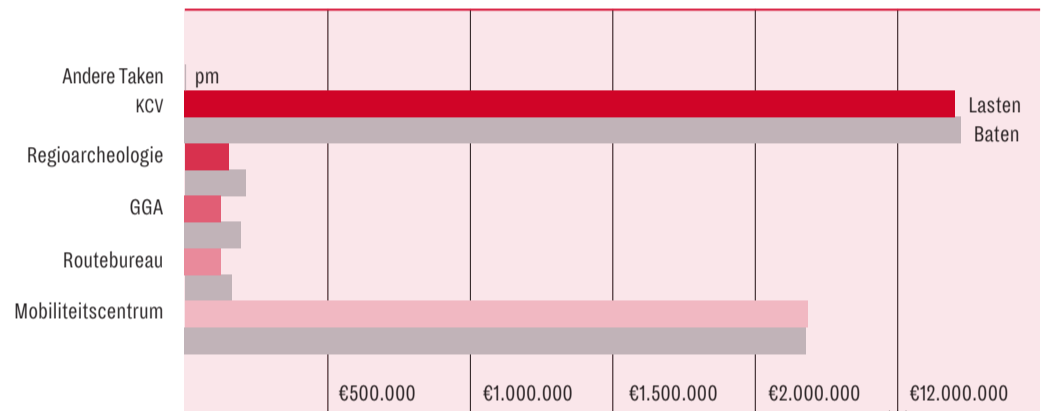 Andere Taken pm
KCV Lasten
Baten
Regioarcheologie
GGA
Routebureau
Mobiliteitscentrum
€500.000 €1.000.000 €1.500.000 €2.000.000 €12.000.000